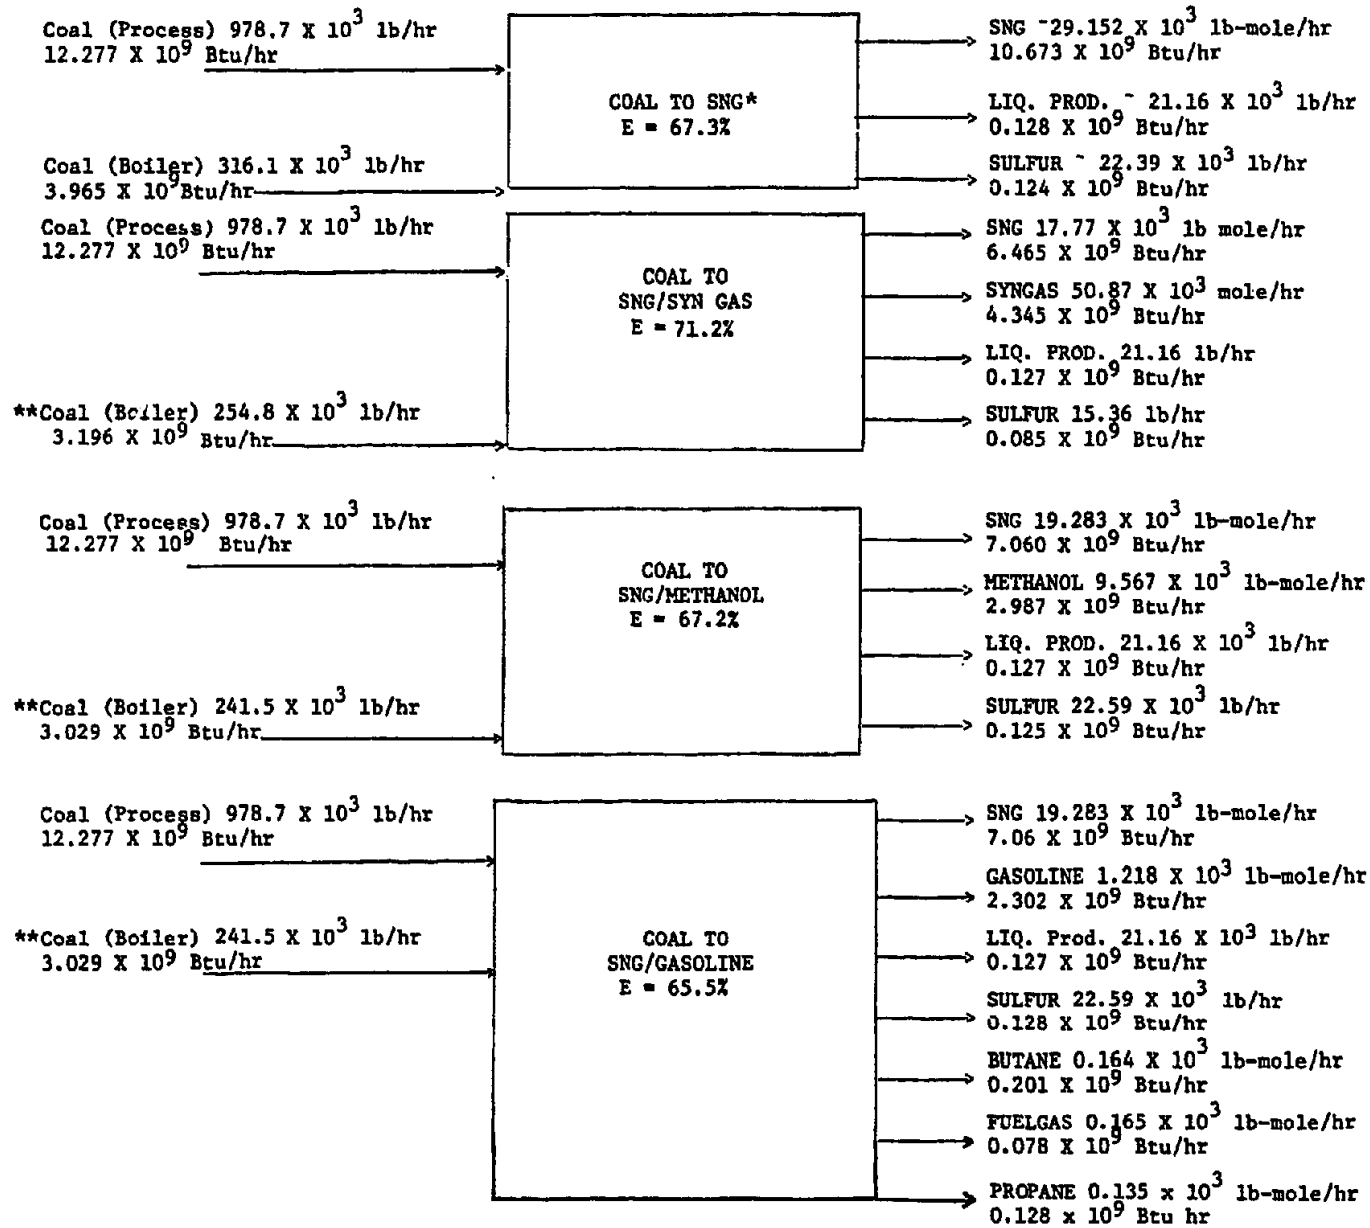 Coal (Process) 978.7 X 10³ lb/hr
12.277 X 10⁹ Btu/hr
Coal (Boiler) 316.1 X 10³ lb/hr
3.965 X 10⁹ Btu/hr
COAL TO SNG*
E = 67.3%
SNG ~29.152 X 10³ lb-mole/hr
10.673 X 10⁹ Btu/hr
LIQ. PROD. ~ 21.16 X 10³ lb/hr
0.128 X 10⁹ Btu/hr
SULFUR ~ 22.39 X 10³ lb/hr
0.124 X 10⁹ Btu/hr
Coal (Process) 978.7 X 10³ lb/hr
12.277 X 10⁹ Btu/hr
**Coal (Boiler) 254.8 X 10³ lb/hr
3.196 X 10⁹ Btu/hr
COAL TO
SNG/SYN GAS
E = 71.2%
SNG 17.77 X 10³ lb mole/hr
6.465 X 10⁹ Btu/hr
SYNGAS 50.87 X 10³ mole/hr
4.345 X 10⁹ Btu/hr
LIQ. PROD. 21.16 lb/hr
0.127 X 10⁹ Btu/hr
SULFUR 15.36 lb/hr
0.085 X 10⁹ Btu/hr
Coal (Process) 978.7 X 10³ lb/hr
12.277 X 10⁹ Btu/hr
**Coal (Boiler) 241.5 X 10³ lb/hr
3.029 X 10⁹ Btu/hr
COAL TO
SNG/METHANOL
E = 67.2%
SNG 19.283 X 10³ lb-mole/hr
7.060 X 10⁹ Btu/hr
METHANOL 9.567 X 10³ lb-mole/hr
2.987 X 10⁹ Btu/hr
LIQ. PROD. 21.16 X 10³ lb/hr
0.127 X 10⁹ Btu/hr
SULFUR 22.59 X 10³ lb/hr
0.125 X 10⁹ Btu/hr
Coal (Process) 978.7 X 10³ lb/hr
12.277 X 10⁹ Btu/hr
**Coal (Boiler) 241.5 X 10³ lb/hr
3.029 X 10⁹ Btu/hr
COAL TO
SNG/GASOLINE
E = 65.5%
SNG 19.283 X 10³ lb-mole/hr
7.06 X 10⁹ Btu/hr
GASOLINE 1.218 X 10³ lb-mole/hr
2.302 X 10⁹ Btu/hr
LIQ. Prod. 21.16 X 10³ lb/hr
0.127 X 10⁹ Btu/hr
SULFUR 22.59 X 10³ lb/hr
0.128 X 10⁹ Btu/hr
BUTANE 0.164 X 10³ lb-mole/hr
0.201 X 10⁹ Btu/hr
FUELGAS 0.165 X 10³ lb-mole/hr
0.078 X 10⁹ Btu/hr
PROPANE 0.135 x 10³ lb-mole/hr
0.128 x 10⁹ Btu hr